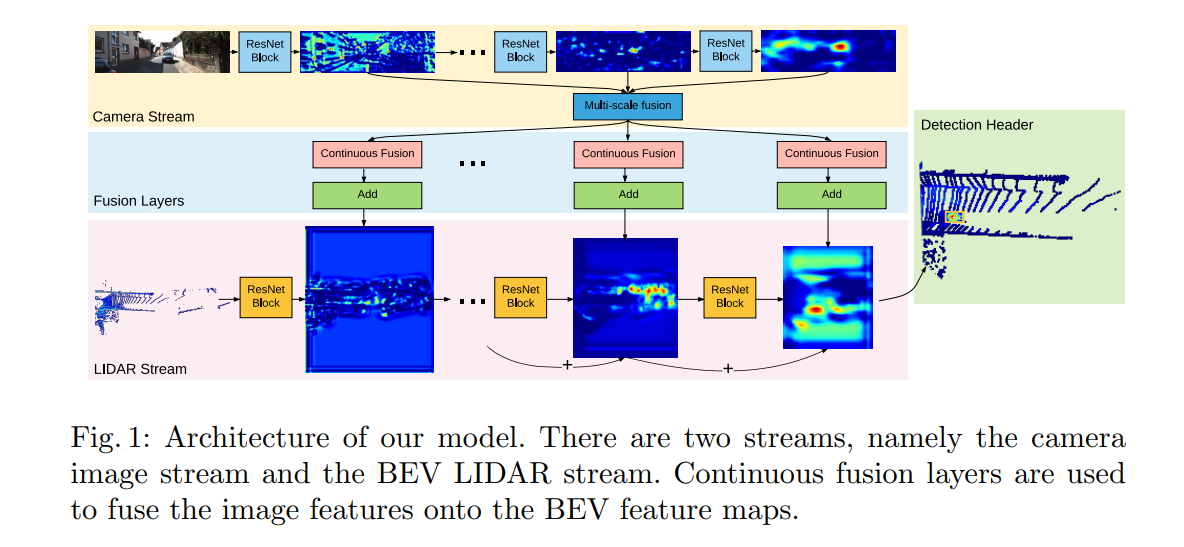 ResNet
Block
ResNet
Block
ResNet
Block
Multi-scale fusion
Camera Stream
Detection Header
Continuous Fusion
Continuous Fusion
Continuous Fusion
Add
Add
Add
Fusion Layers
ResNet
Block
ResNet
Block
ResNet
Block
+
+
LIDAR Stream
Fig. 1: Architecture of our model. There are two streams, namely the camera
image stream and the BEV LIDAR stream. Continuous fusion layers are used
to fuse the image features onto the BEV feature maps.